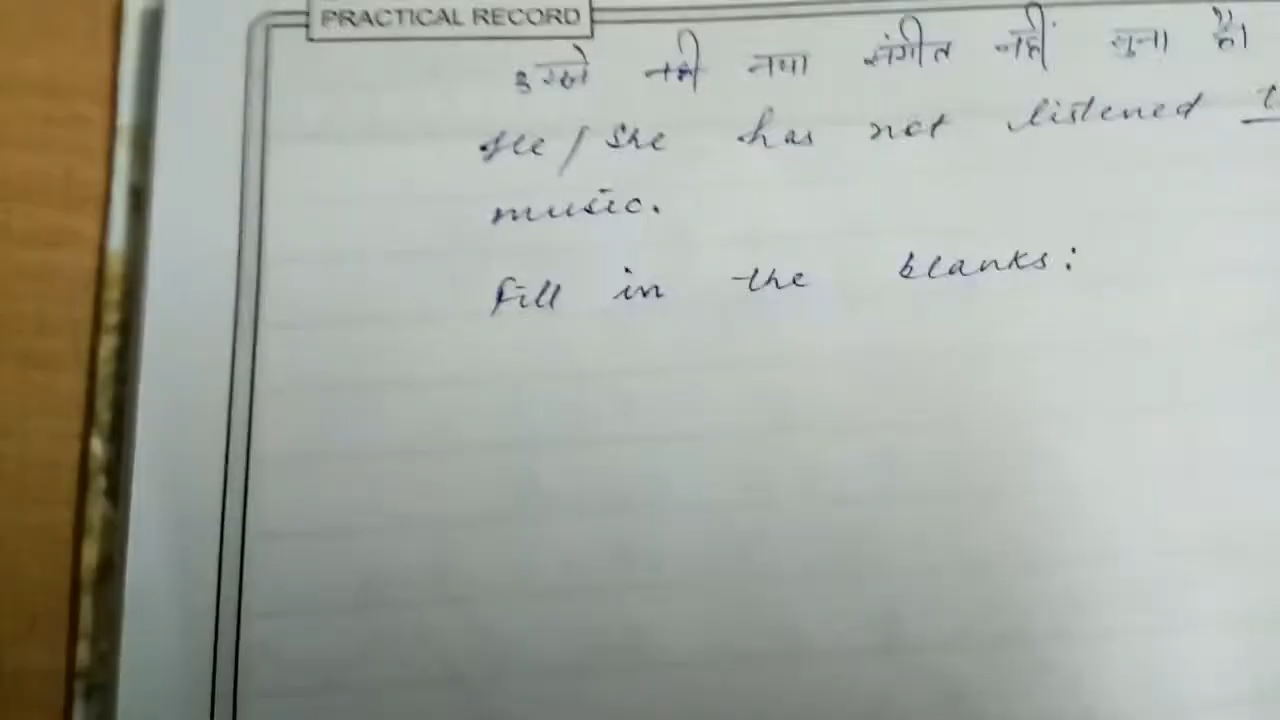 PRACTICAL RECORD
उसने नया संगीत नहीं सुना है।
He/She has not listened
music.
Fill in the blanks: